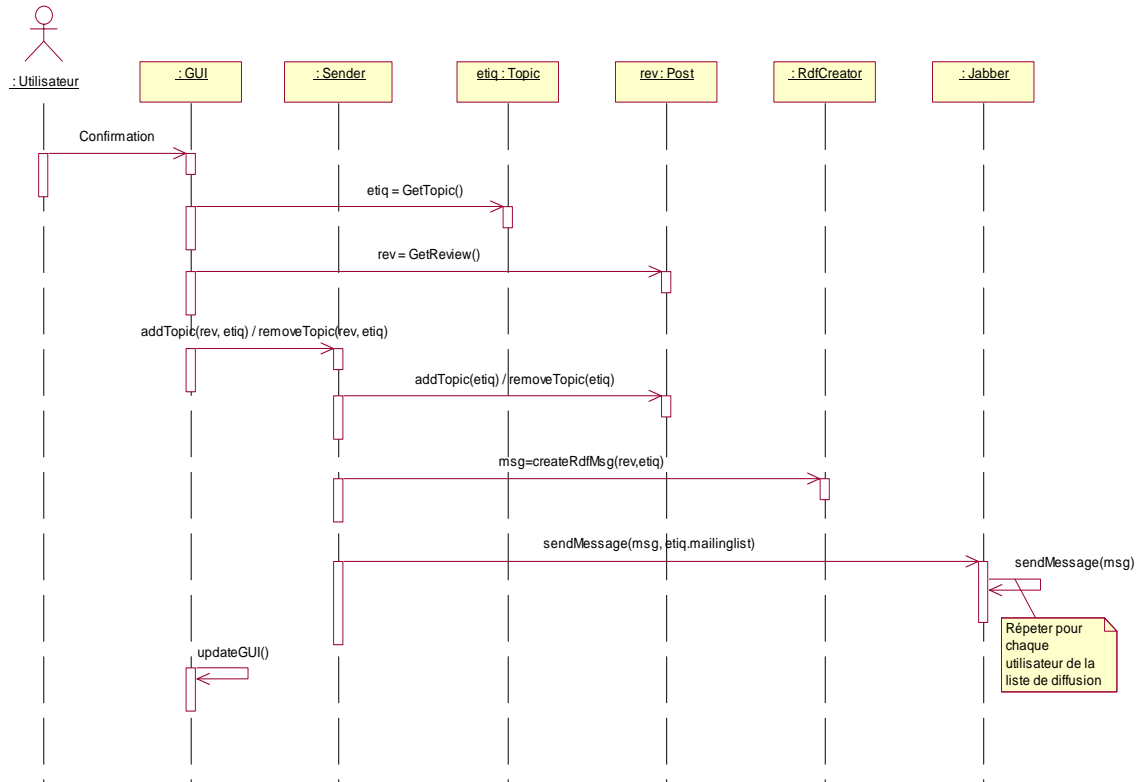 : Utilisateur
: GUI
: Sender
etiq : Topic
rev : Post
: RdfCreator
: Jabber
Confirmation
etiq = GetTopic()
rev = GetReview()
addTopic(rev, etiq) / removeTopic(rev, etiq)
addTopic(etiq) / removeTopic(etiq)
msg=createRdfMsg(rev,etiq)
sendMessage(msg, etiq.mailinglist)
sendMessage(msg)
Répeter pour
chaque
utilisateur de la
liste de diffusion
updateGUI()